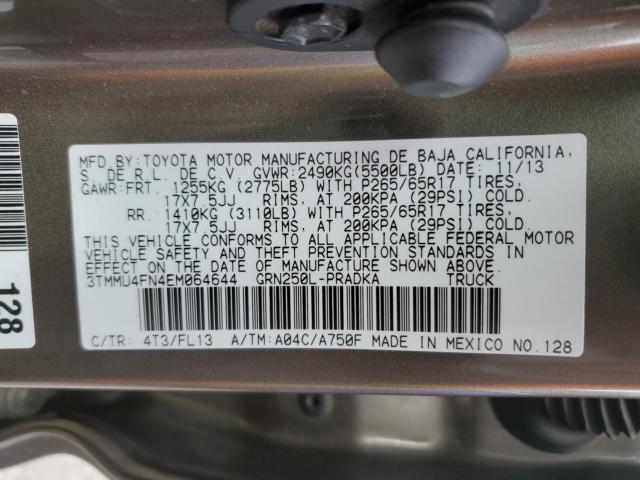 MFD.BY:TOYOTA MOTOR MANUFACTURING DE BAJA CALIFORNIA,
S. DE R.L. DE C.V. GVWR:2490KG(5500LB) DATE: 11/13
GAWR:FRT. 1255KG (2775LB) WITH P265/65R17 TIRES,
17X7.5JJ RIMS, AT 200KPA (29PSI) COLD.
RR. 1410KG (3110LB) WITH P265/65R17 TIRES,
17X7.5JJ RIMS, AT 200KPA (29PSI) COLD.
THIS VEHICLE CONFORMS TO ALL APPLICABLE FEDERAL MOTOR
VEHICLE SAFETY AND THEFT PREVENTION STANDARDS IN
EFFECT ON THE DATE OF MANUFACTURE SHOWN ABOVE.
3TMMU4FN4EM064644 GRN250L-PRADKA TRUCK
C/TR: 4T3/FL13 A/TM:A04C/A750F MADE IN MEXICO NO.128
128